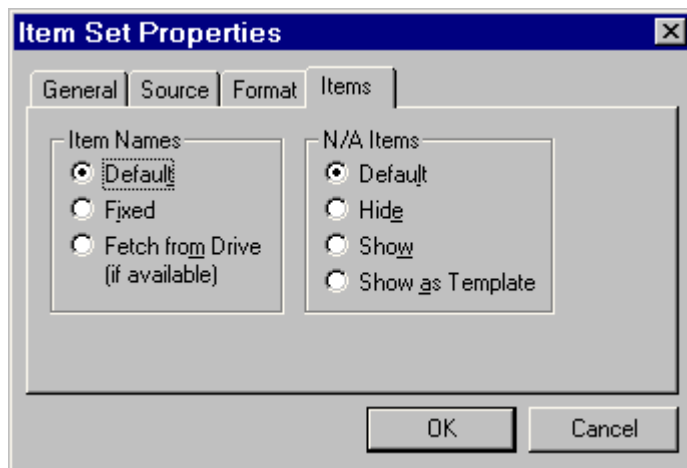 Item Set Properties
General Source Format Items
Item Names
Default
Fixed
Fetch from Drive
(if available)
N/A Items
Default
Hide
Show
Show as Template
OK Cancel